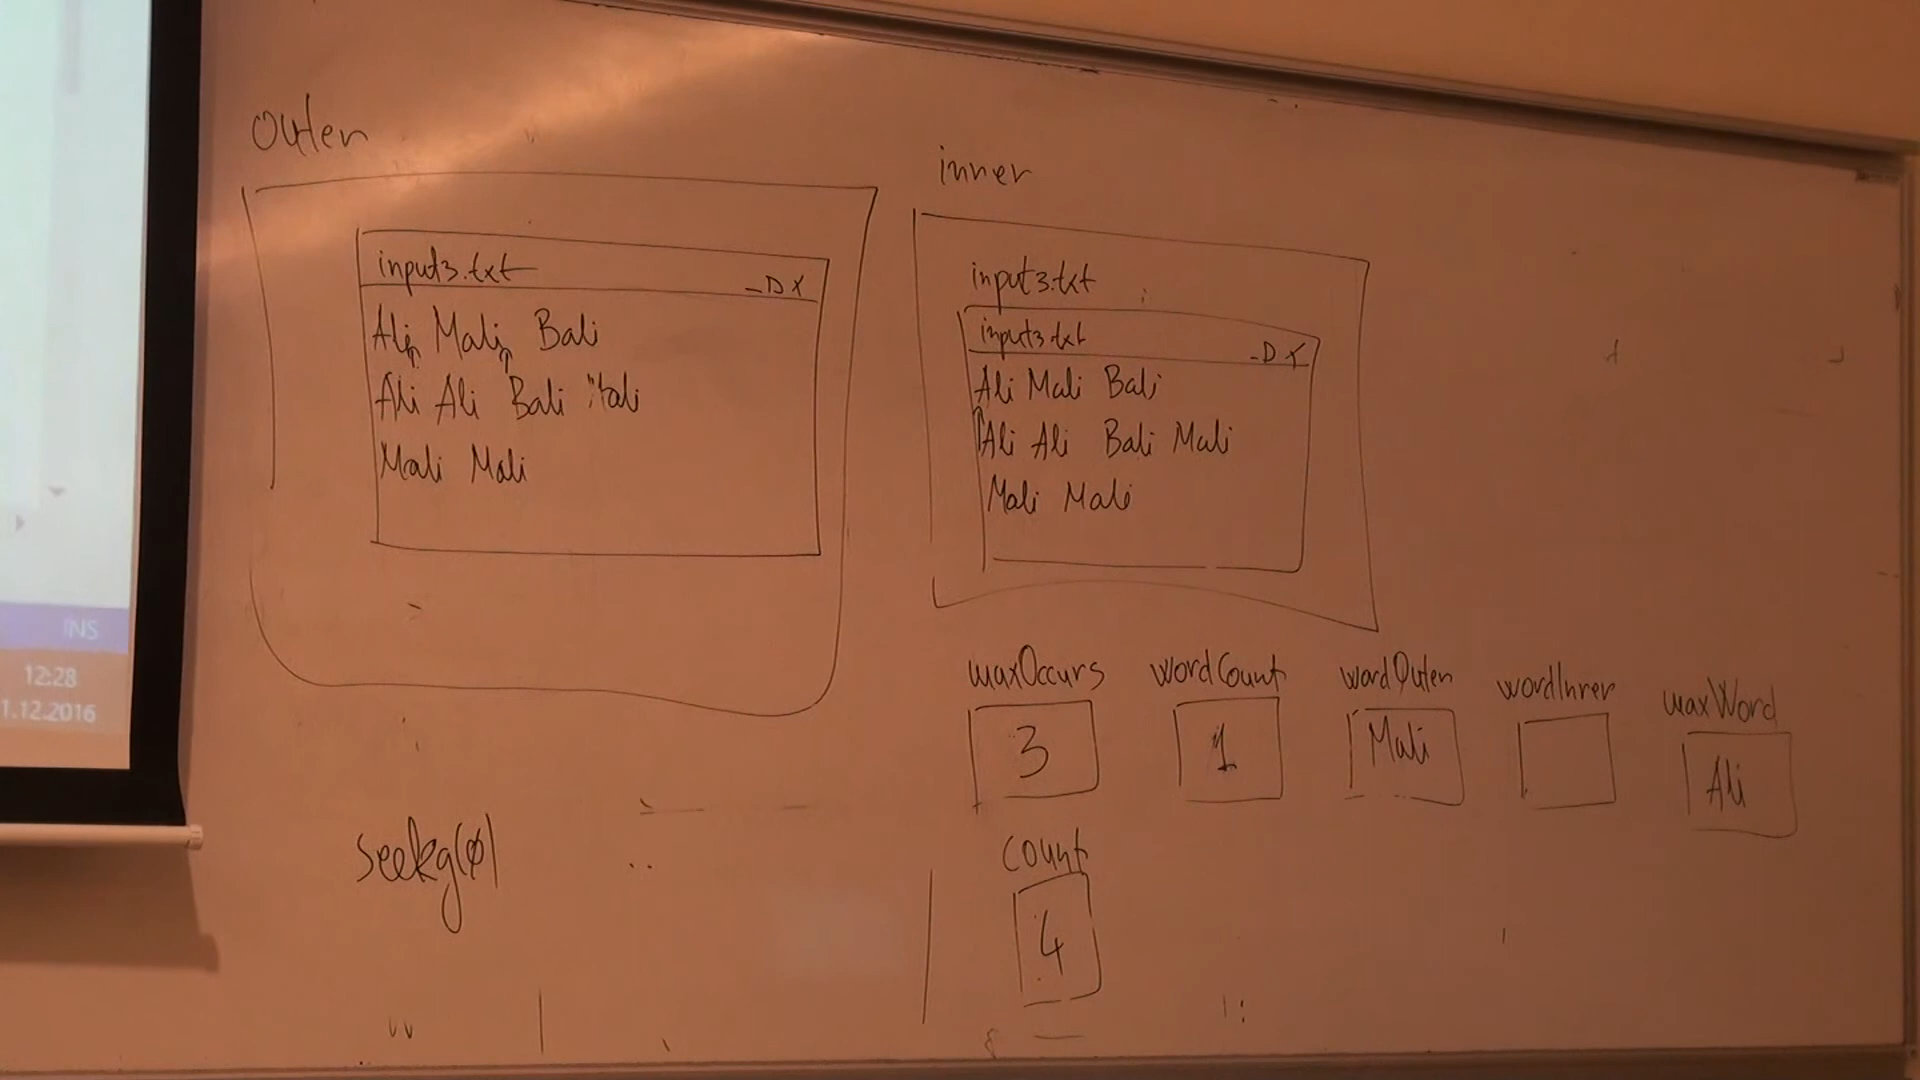 outer
input3.txt _ D X
Ali Mali Bali
Ali Ali Bali Mali
Mali Mali
inner
input3.txt
input3.txt _ D X
Ali Mali Bali
Ali Ali Bali Mali
Mali Mali
maxOccurs wordCount wordOuter wordInner maxWord
3 1 Mali Ali
count
4
seekg(0)
INS
12:28
1.12.2016